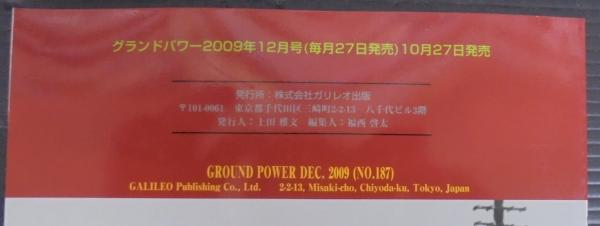 グランドパワー2009年12月号(毎月27日発売)10月27日発売
発行所：株式会社ガリレオ出版
〒101-0061 東京都千代田区三崎町2-2-13 八千代ビル3階
発行人：上田 雅文 編集人：福西 啓太
GROUND POWER DEC. 2009 (NO.187)
GALILEO Publishing Co., Ltd. 2-2-13, Misaki-cho, Chiyoda-ku, Tokyo, Japan